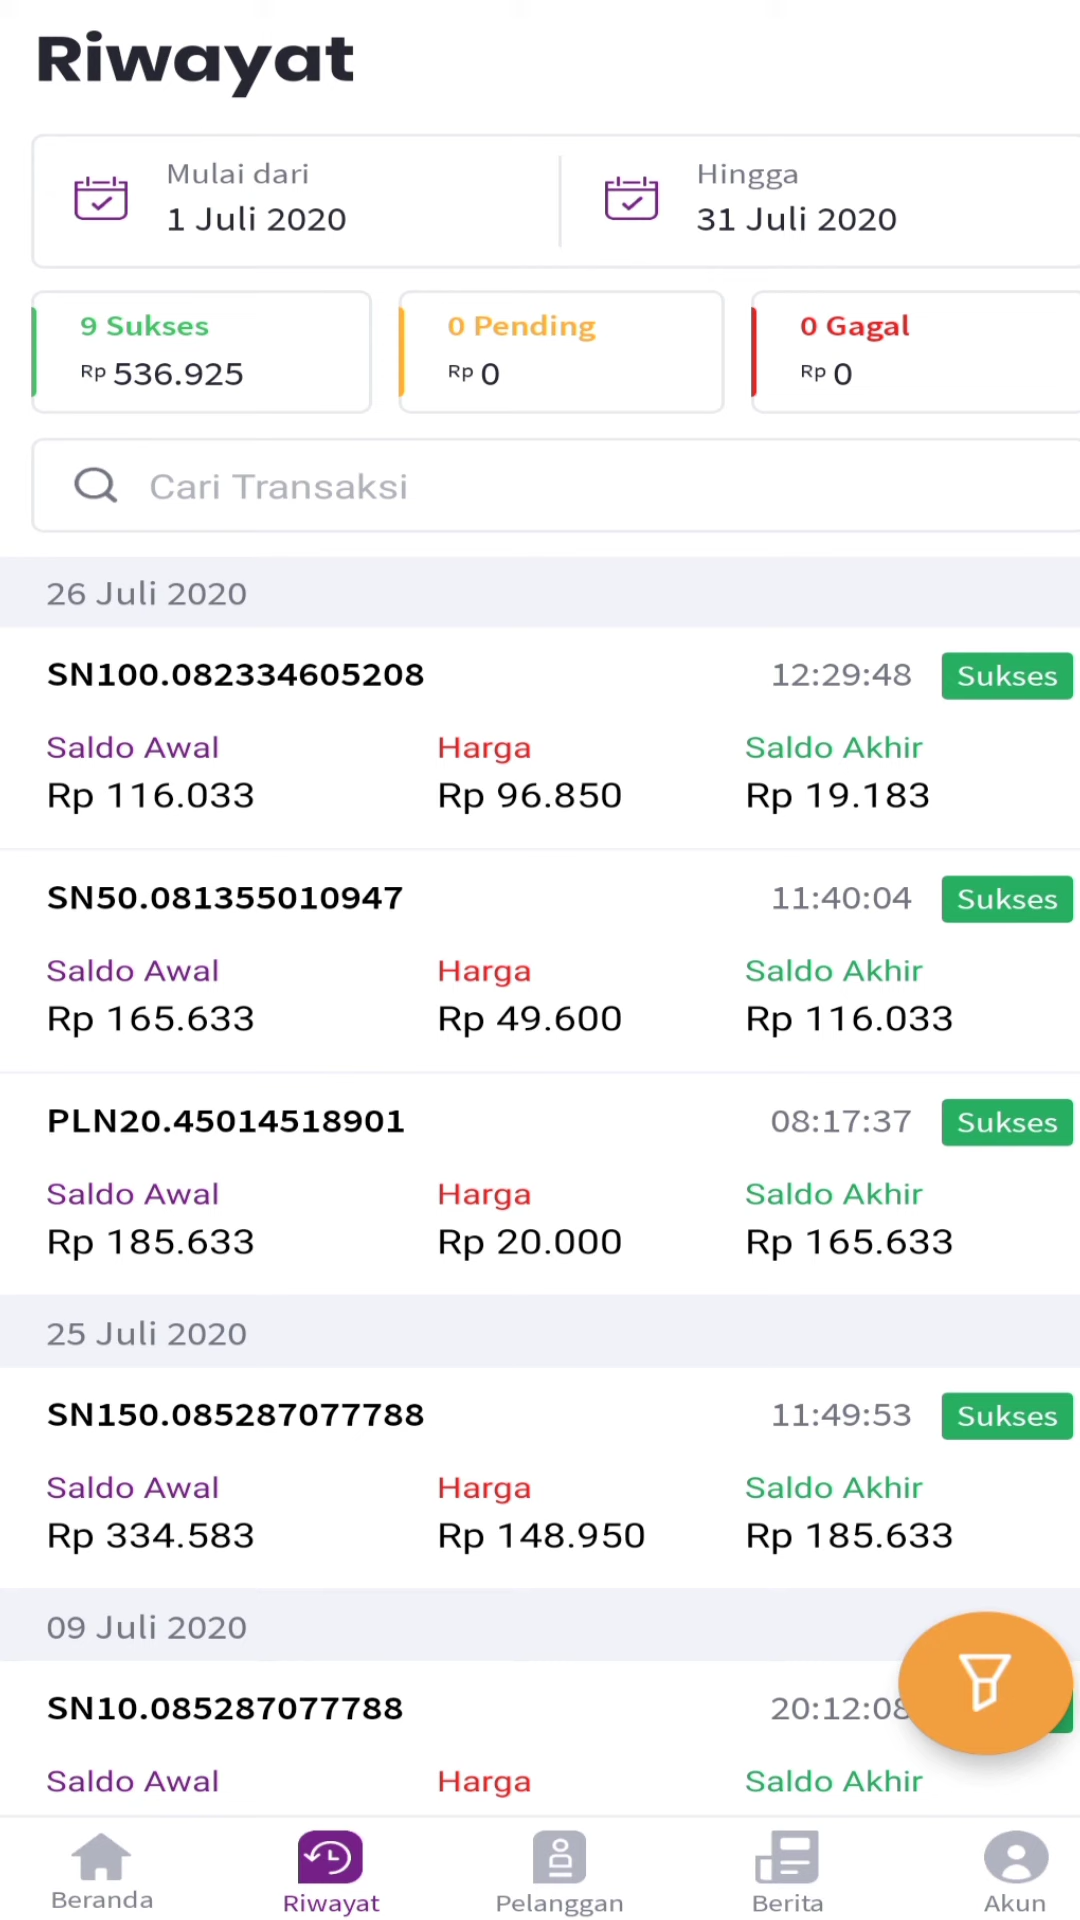 Riwayat
Mulai dari
1 Juli 2020
Hingga
31 Juli 2020
9 Sukses
Rp 536.925
0 Pending
Rp 0
0 Gagal
Rp 0
Cari Transaksi
26 Juli 2020
SN100.082334605208 12:29:48 Sukses
Saldo Awal Harga Saldo Akhir
Rp 116.033 Rp 96.850 Rp 19.183
SN50.081355010947 11:40:04 Sukses
Saldo Awal Harga Saldo Akhir
Rp 165.633 Rp 49.600 Rp 116.033
PLN20.45014518901 08:17:37 Sukses
Saldo Awal Harga Saldo Akhir
Rp 185.633 Rp 20.000 Rp 165.633
25 Juli 2020
SN150.085287077788 11:49:53 Sukses
Saldo Awal Harga Saldo Akhir
Rp 334.583 Rp 148.950 Rp 185.633
09 Juli 2020
SN10.085287077788 20:12:08
Saldo Awal Harga Saldo Akhir
Beranda Riwayat Pelanggan Berita Akun